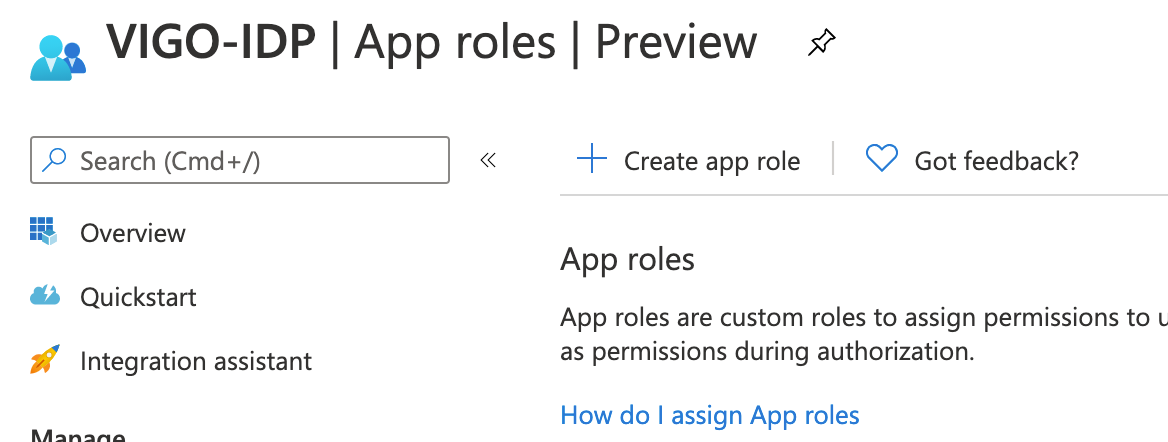 VIGO-IDP | App roles | Preview
Search (Cmd+/)
Create app role
Got feedback?
Overview
Quickstart
Integration assistant
Manage
App roles
App roles are custom roles to assign permissions to
as permissions during authorization.
How do I assign App roles